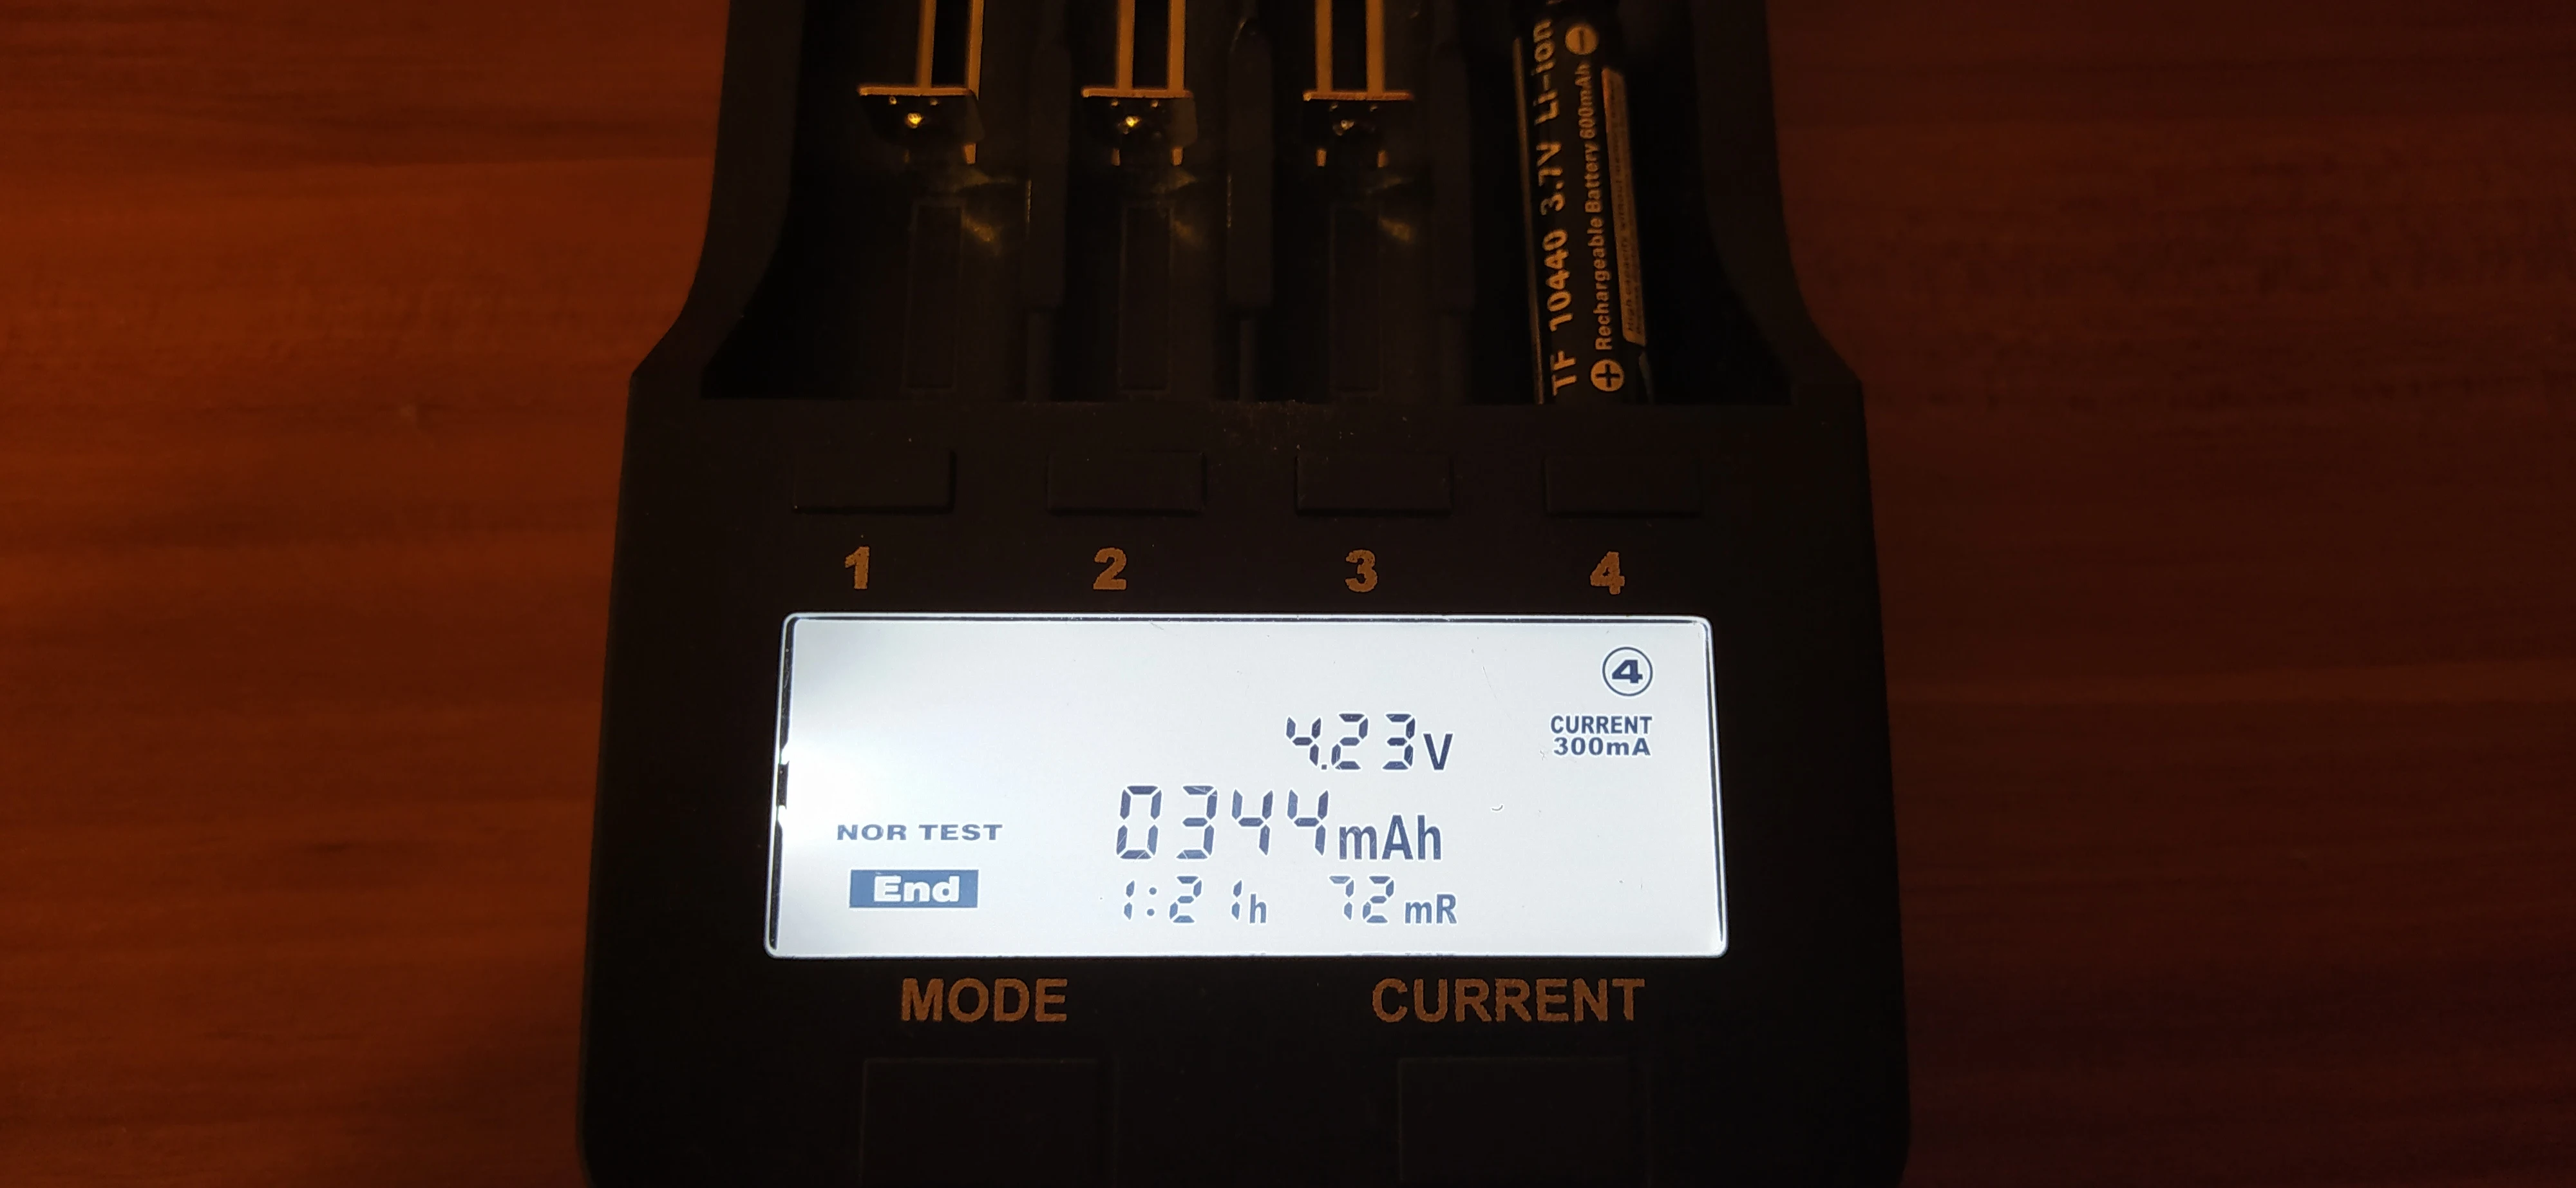 TF 10440 3.7V Li-ion
Rechargeable Battery 600mAh
1 2 3 4
4
4.23V
CURRENT
300mA
0344mAh
NOR TEST
End
1:21h 72mR
MODE CURRENT